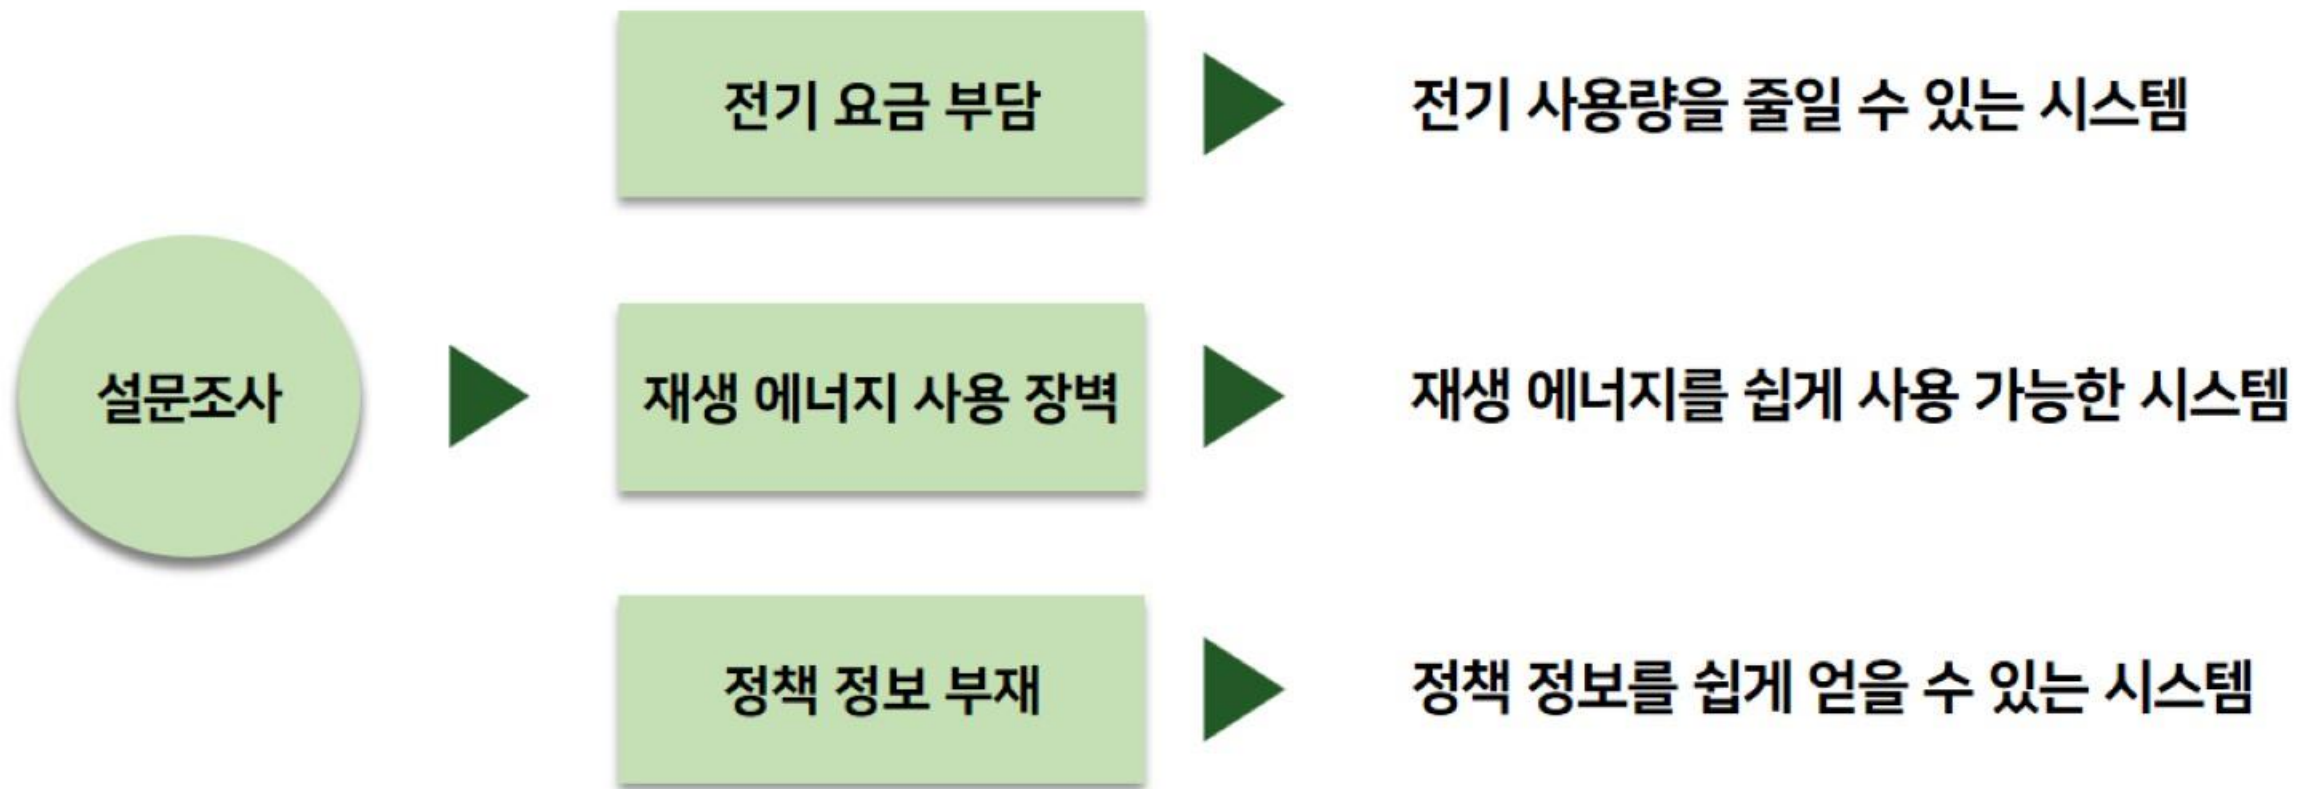 전기 요금 부담
전기 사용량을 줄일 수 있는 시스템
설문조사
재생 에너지 사용 장벽
재생 에너지를 쉽게 사용 가능한 시스템
정책 정보 부재
정책 정보를 쉽게 얻을 수 있는 시스템